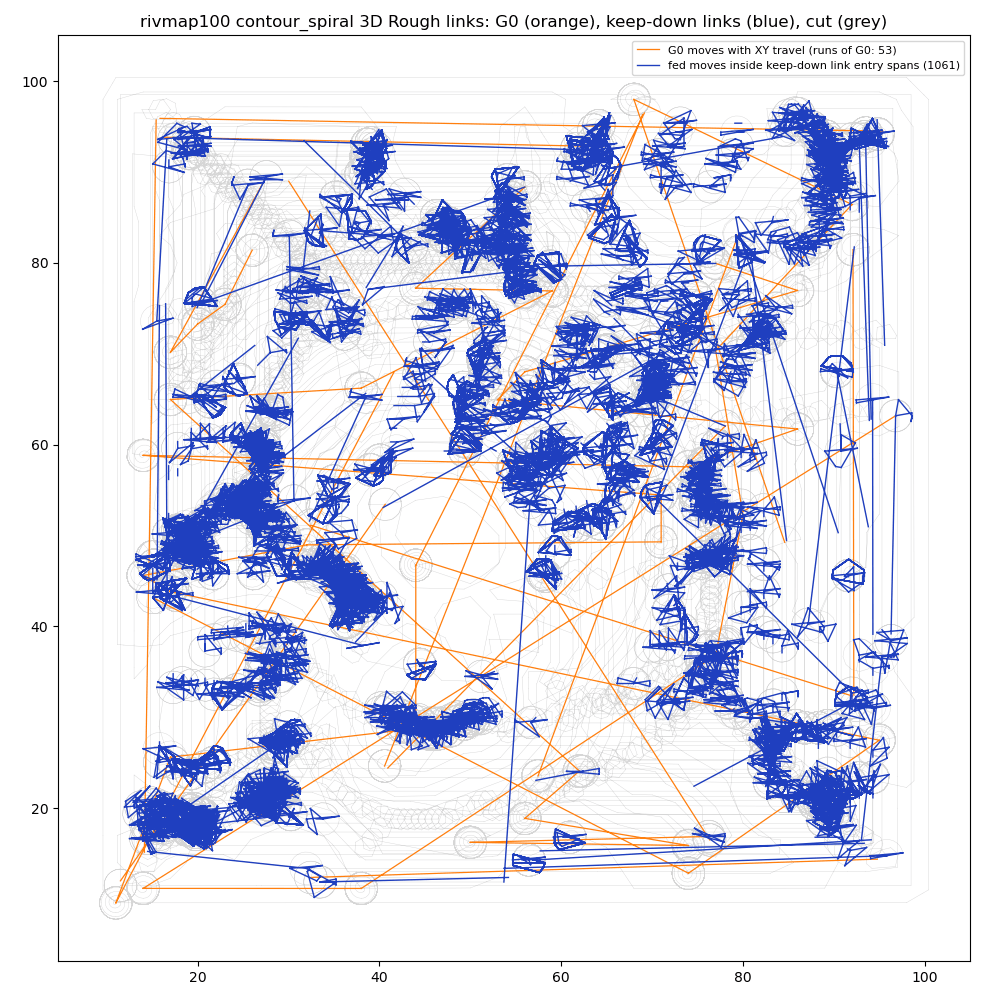 rivmap100 contour_spiral 3D Rough links: G0 (orange), keep-down links (blue), cut (grey)
G0 moves with XY travel (runs of G0: 53)
fed moves inside keep-down link entry spans (1061)
100
80
60
40
20
20 40 60 80 100